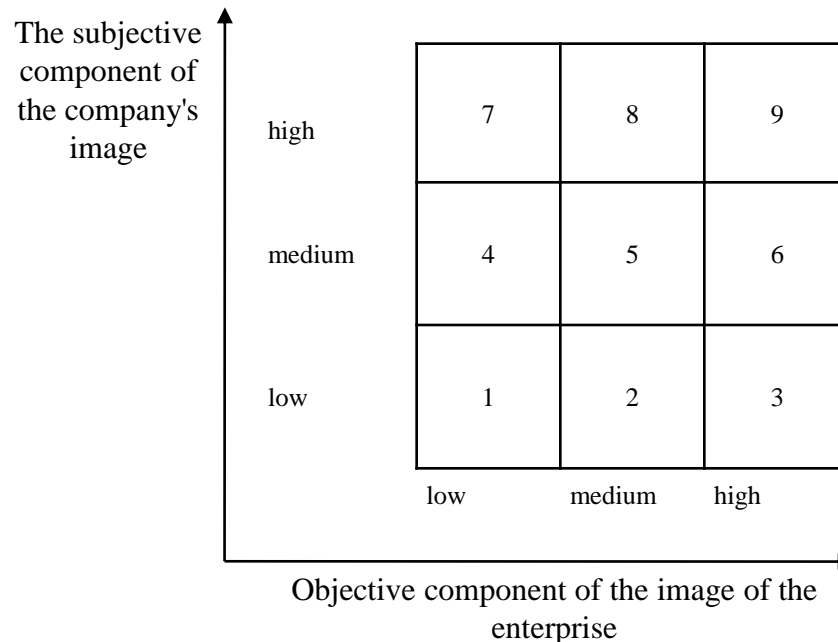 The subjective
component of
the company's
image
high
7 8 9
medium
4 5 6
low
1 2 3
low medium high
Objective component of the image of the
enterprise